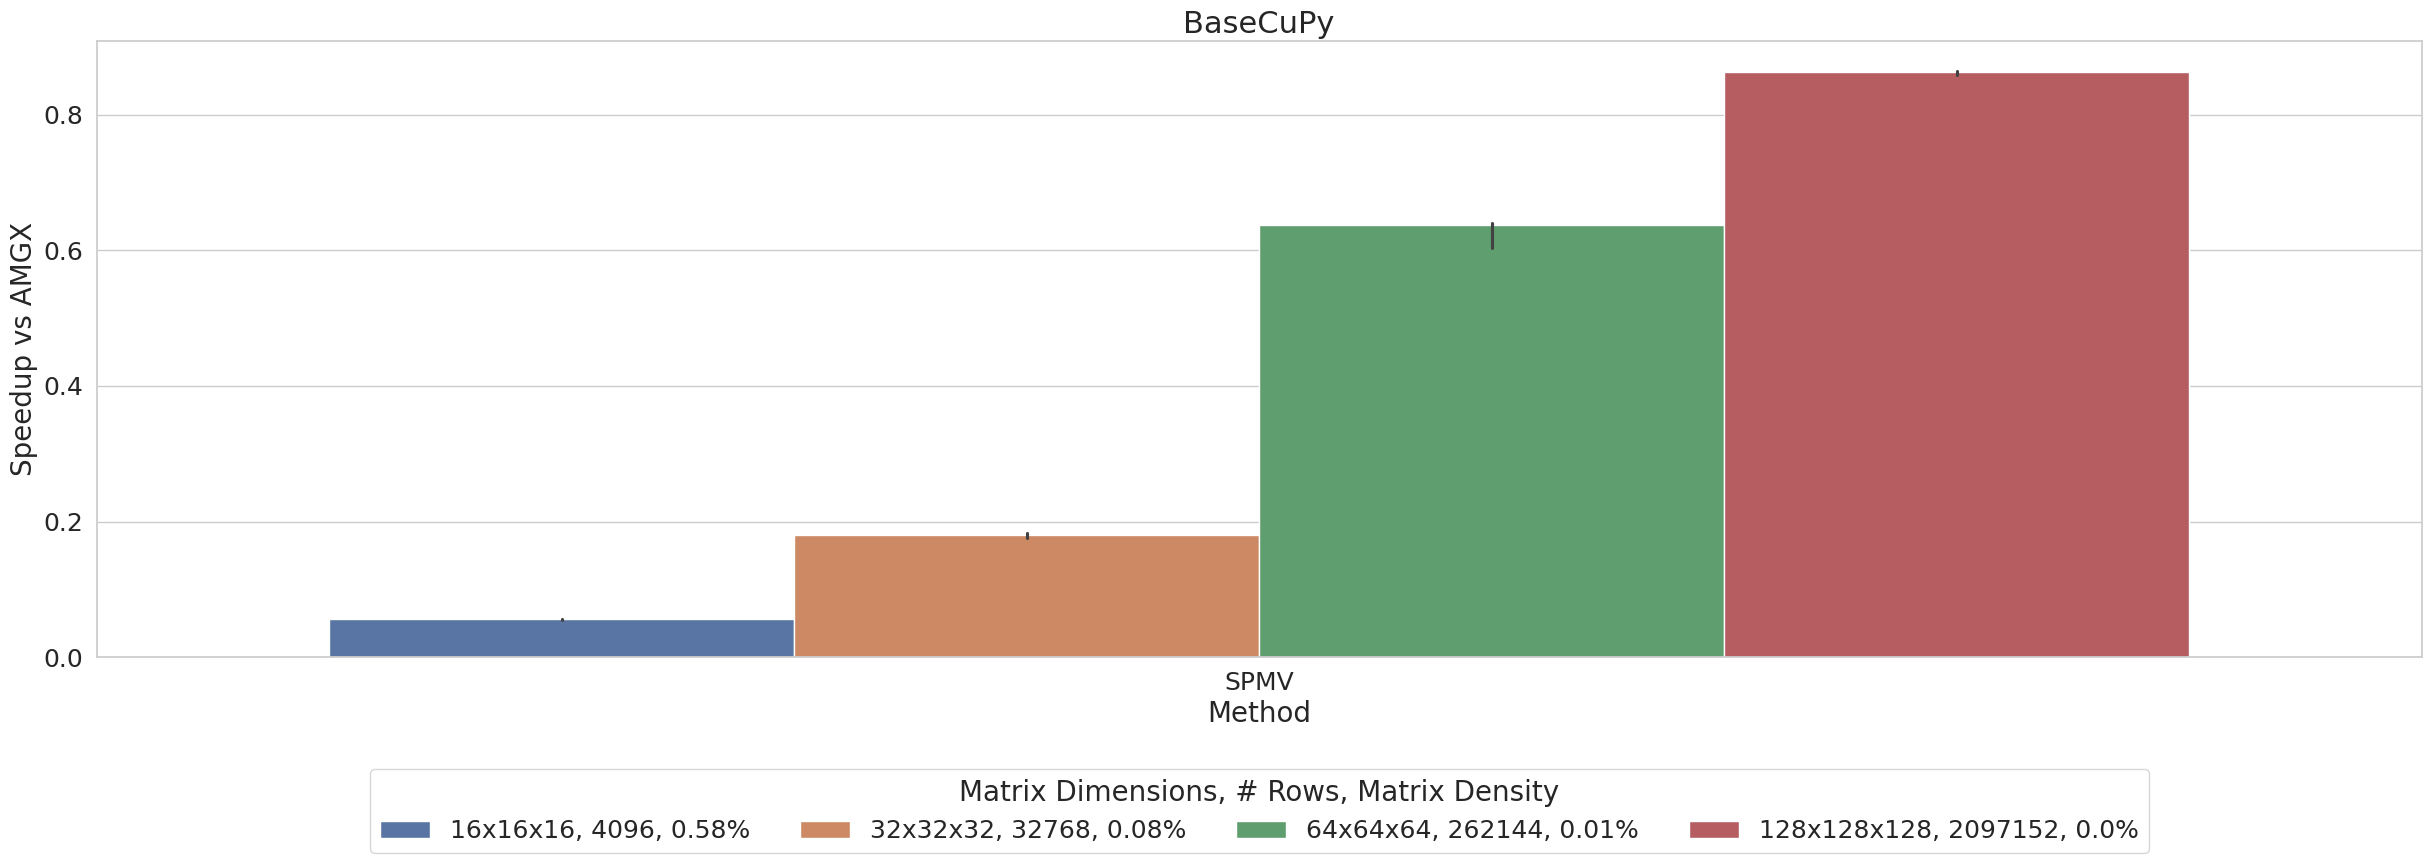 BaseCuPy
Speedup vs AMGX
0.8
0.6
0.4
0.2
0.0
SPMV
Method
Matrix Dimensions, # Rows, Matrix Density
16x16x16, 4096, 0.58%
32x32x32, 32768, 0.08%
64x64x64, 262144, 0.01%
128x128x128, 2097152, 0.0%